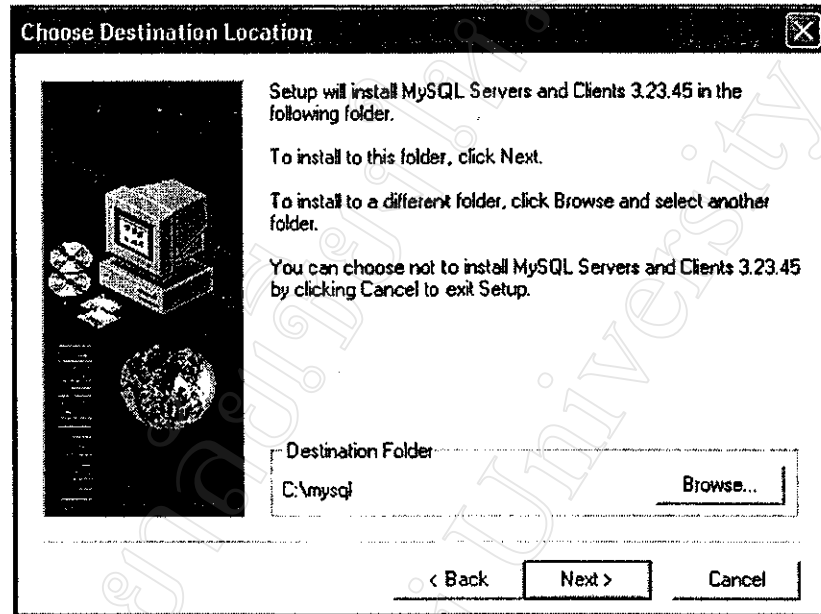 Choose Destination Location
Setup will install MySQL Servers and Clients 3.23.45 in the
following folder.
To install to this folder, click Next.
To install to a different folder, click Browse and select another
folder.
You can choose not to install MySQL Servers and Clients 3.23.45
by clicking Cancel to exit Setup.
Destination Folder
C:\mysql
Browse...
< Back
Next >
Cancel
University